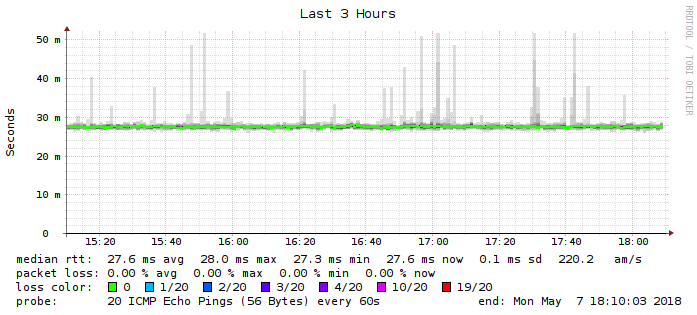 Last 3 Hours
RRDTOOL / TOBI OETIKER
Seconds
50 m
40 m
30 m
20 m
10 m
0
15:20 15:40 16:00 16:20 16:40 17:00 17:20 17:40 18:00
median rtt: 27.6 ms avg 28.0 ms max 27.3 ms min 27.6 ms now 0.1 ms sd 220.2 am/s
packet loss: 0.00 % avg 0.00 % max 0.00 % min 0.00 % now
loss color: 0 1/20 2/20 3/20 4/20 10/20 19/20
probe: 20 ICMP Echo Pings (56 Bytes) every 60s end: Mon May 7 18:10:03 2018